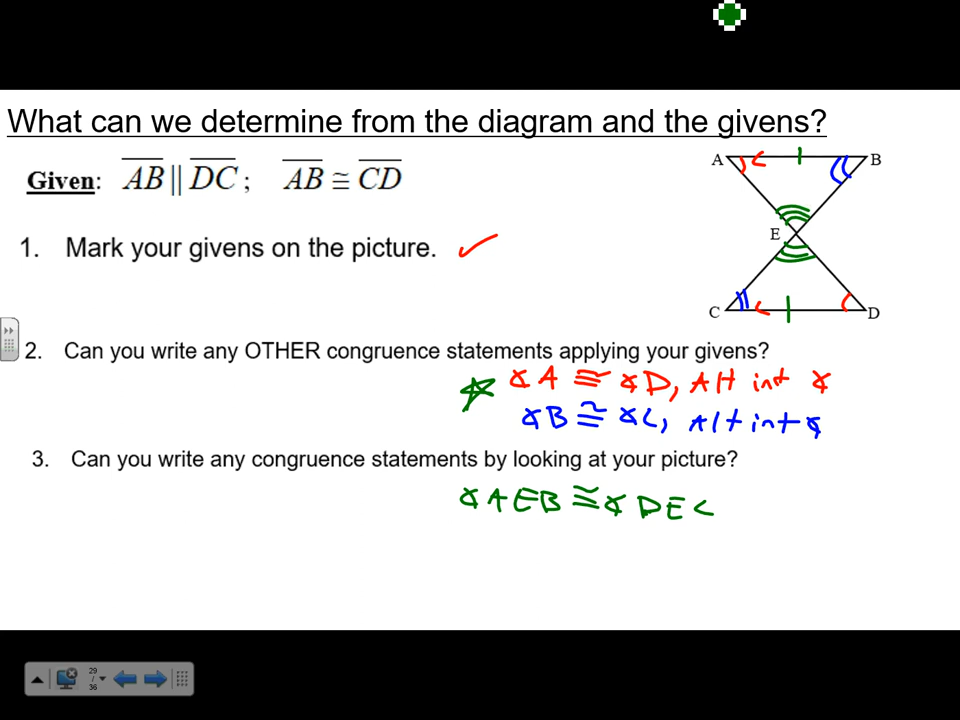 What can we determine from the diagram and the givens?
Given: AB || DC ; AB ≅ CD
A B
1. Mark your givens on the picture. ✓
E
C D
2. Can you write any OTHER congruence statements applying your givens?
∢A ≅ ∢D, Alt int ∢
∢B ≅ ∢C, Alt int ∢
3. Can you write any congruence statements by looking at your picture?
∢AEB ≅ ∢DEC
29
/
36